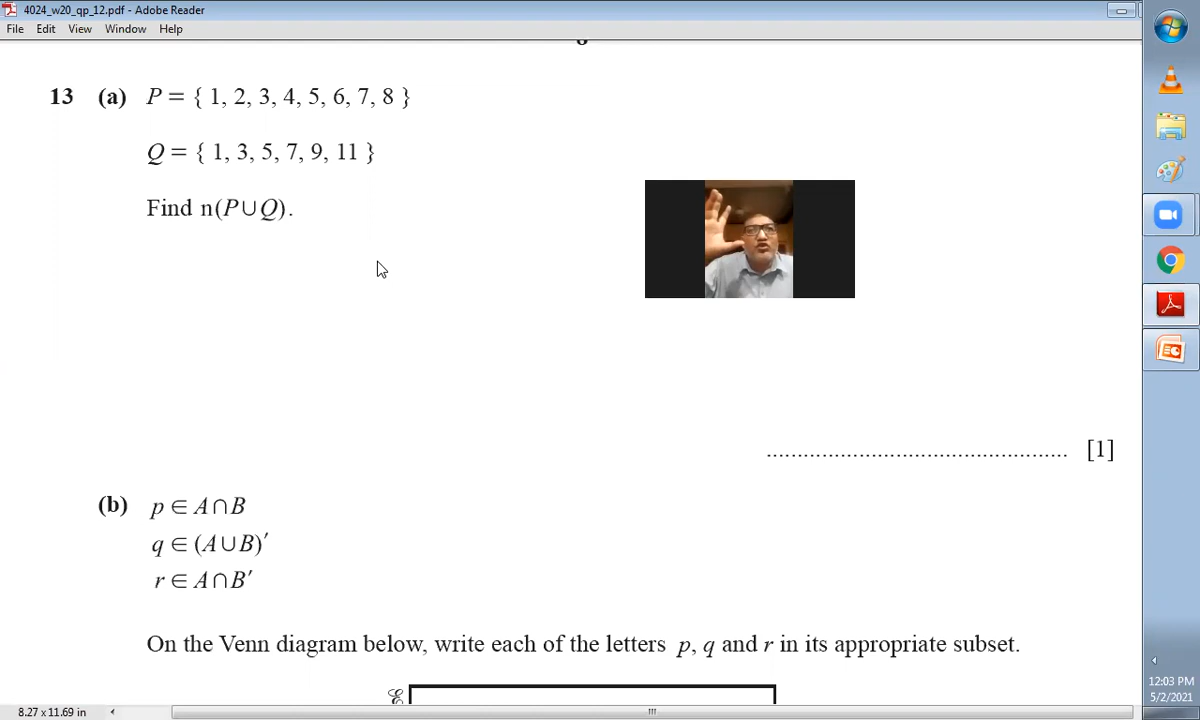 4024_w20_qp_12.pdf - Adobe Reader
File Edit View Window Help
13 (a) P = { 1, 2, 3, 4, 5, 6, 7, 8 }
Q = { 1, 3, 5, 7, 9, 11 }
Find n(P∪Q).
.............................................. [1]
(b) p ∈ A∩B
q ∈ (A∪B)′
r ∈ A∩B′
On the Venn diagram below, write each of the letters p, q and r in its appropriate subset.
ℰ
8.27 x 11.69 in
12:03 PM
5/2/2021